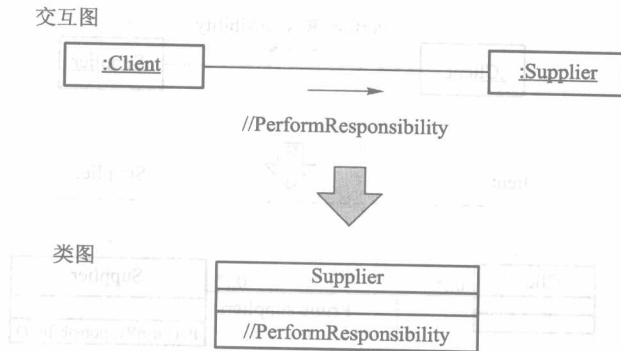 交互图
:Client
:Supplier
//PerformResponsibility
类图
Supplier
//PerformResponsibility